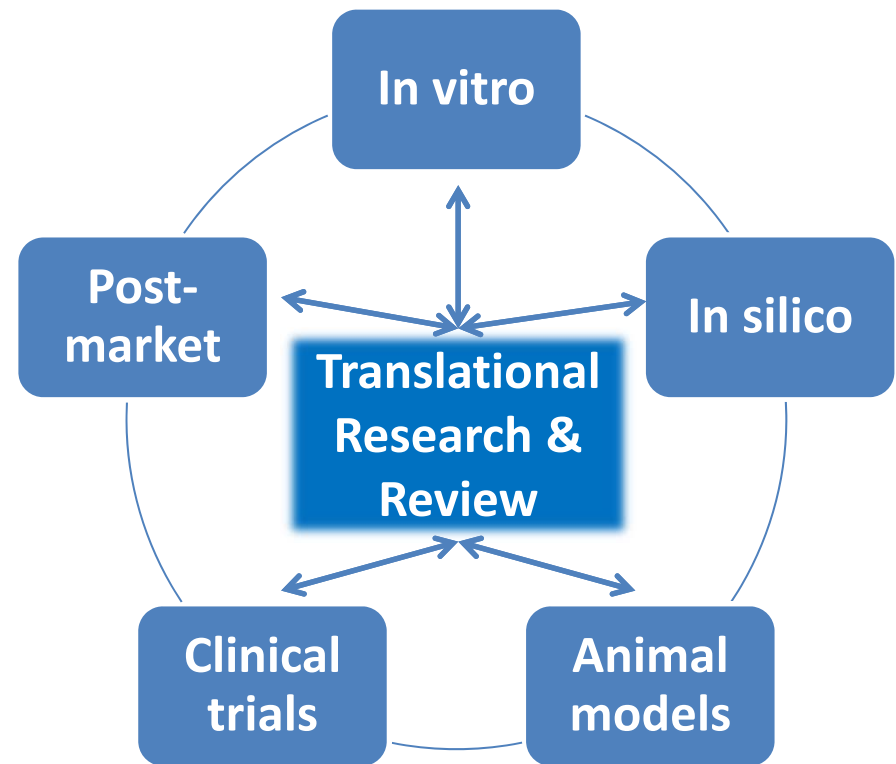 In vitro
Post-
market
In silico
Translational
Research &
Review
Clinical
trials
Animal
models